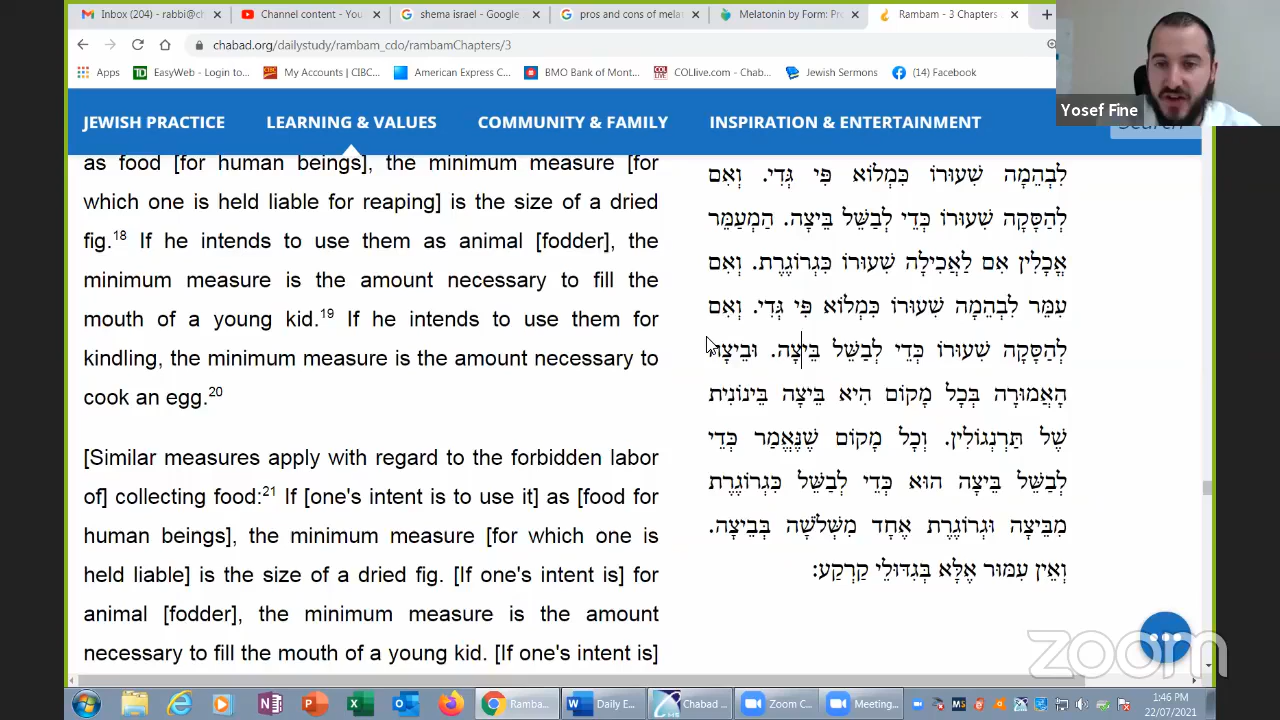 Inbox (204) - rabbi@ch
Channel content - You
shema israel - Google
pros and cons of mela
Melatonin by Form: Pr
Rambam - 3 Chapters
chabad.org/dailystudy/rambam_cdo/rambamChapters/3
Apps
EasyWeb - Login to...
My Accounts | CIBC...
American Express C...
BMO Bank of Mont...
COLlive.com - Chab...
Jewish Sermons
(14) Facebook
Yosef Fine
JEWISH PRACTICE
LEARNING & VALUES
COMMUNITY & FAMILY
INSPIRATION & ENTERTAINMENT
Search
as food [for human beings], the minimum measure [for
which one is held liable for reaping] is the size of a dried
fig.18 If he intends to use them as animal [fodder], the
minimum measure is the amount necessary to fill the
mouth of a young kid.19 If he intends to use them for
kindling, the minimum measure is the amount necessary to
cook an egg.20
[Similar measures apply with regard to the forbidden labor
of] collecting food:21 If [one's intent is to use it] as [food for
human beings], the minimum measure [for which one is
held liable] is the size of a dried fig. [If one's intent is] for
animal [fodder], the minimum measure is the amount
necessary to fill the mouth of a young kid. [If one's intent is]
לִבְהֵמָה שִׁעוּרוֹ כִּמְלוֹא פִּי גְּדִי. וְאִם
לְהַסָּקָה שִׁעוּרוֹ כְּדֵי לְבַשֵּׁל בֵּיצָה. הַמְעַמֵּר
אֳכָלִין אִם לַאֲכִילָה שִׁעוּרוֹ כִּגְרוֹגֶרֶת. וְאִם
עִמֵּר לִבְהֵמָה שִׁעוּרוֹ כִּמְלוֹא פִּי גְּדִי. וְאִם
לְהַסָּקָה שִׁעוּרוֹ כְּדֵי לְבַשֵּׁל בֵּיצָה. וּבֵיצָה
הָאֲמוּרָה בְּכָל מָקוֹם הִיא בֵּיצָה בֵּינוֹנִית
שֶׁל תַּרְנְגוֹלִין. וְכָל מָקוֹם שֶׁנֶּאֱמַר כְּדֵי
לְבַשֵּׁל בֵּיצָה הוּא כְּדֵי לְבַשֵּׁל כִּגְרוֹגֶרֶת
מִבֵּיצָה וּגְרוֹגֶרֶת אֶחָד מִשְּׁלֹשָׁה בְּבֵיצָה.
וְאֵין עִמּוּר אֶלָּא בְּגִדּוּלֵי קַרְקַע:
zoom
Ramba...
Daily E...
Chabad ...
Zoom C...
Meeting...
1:46 PM
22/07/2021